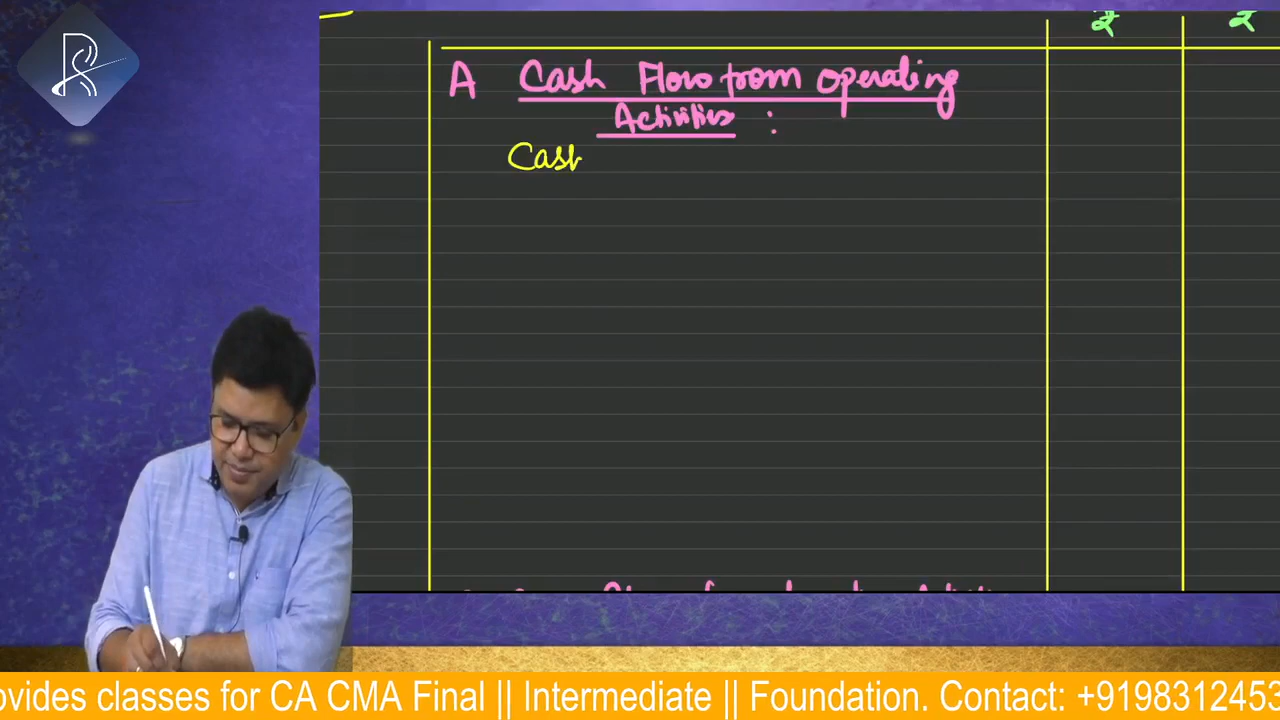 ₹ ₹
A Cash Flow from operating
Activities :
Cash
ovides classes for CA CMA Final || Intermediate || Foundation. Contact: +9198312453